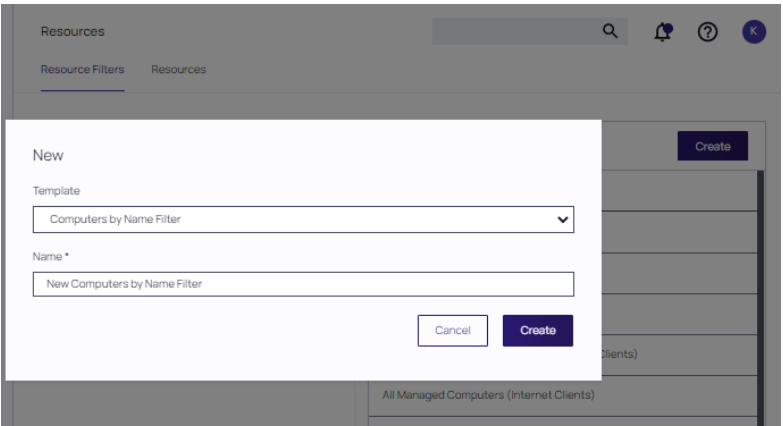 Resources
K
Resource Filters
Resources
Create
New
Template
Computers by Name Filter
Name *
New Computers by Name Filter
Cancel
Create
Clients)
All Managed Computers (Internet Clients)